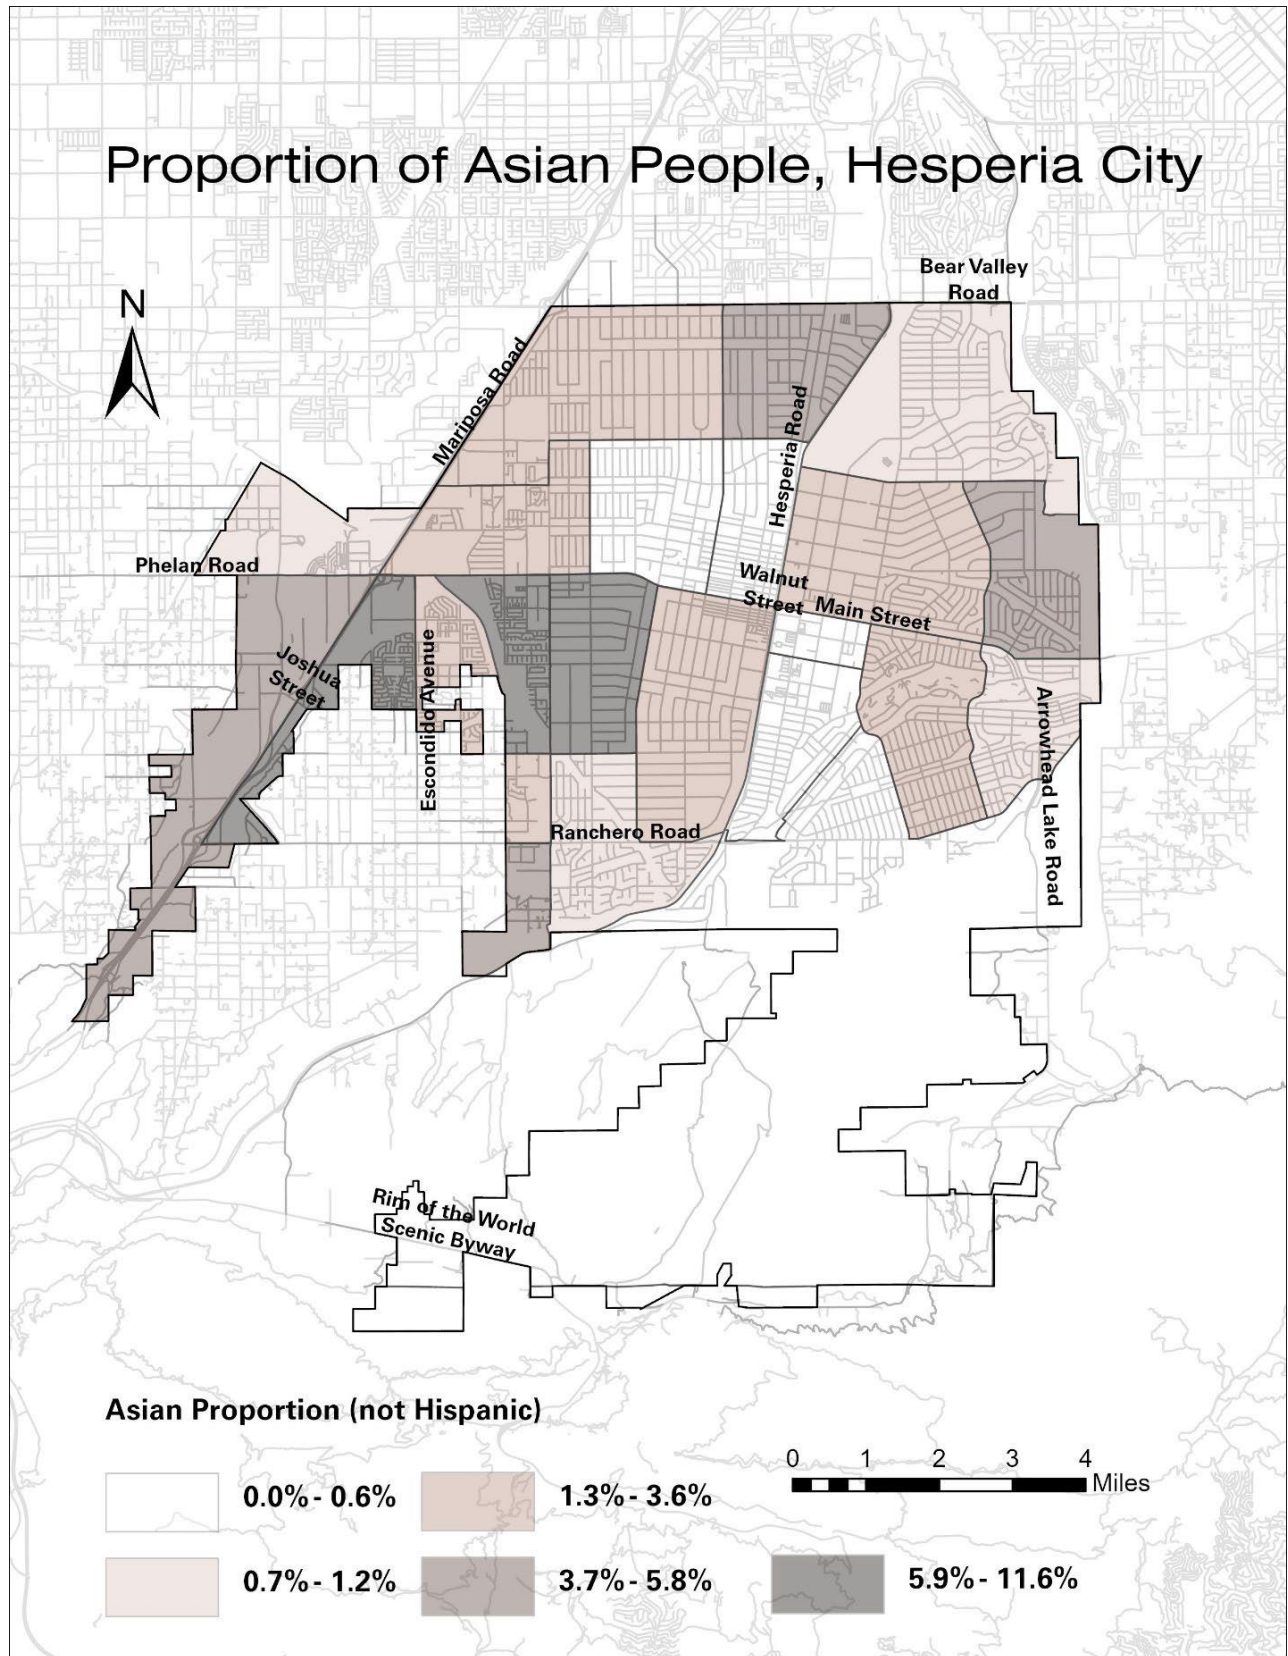 Proportion of Asian People, Hesperia City
Bear Valley
Road
N
Mariposa Road
Hesperia Road
Phelan Road
Walnut
Street
Main Street
Joshua
Street
Escondido Avenue
Arrowhead Lake Road
Ranchero Road
Rim of the World
Scenic Byway
Asian Proportion (not Hispanic)
0 1 2 3 4
Miles
0.0% - 0.6%
1.3% - 3.6%
0.7% - 1.2%
3.7% - 5.8%
5.9% - 11.6%